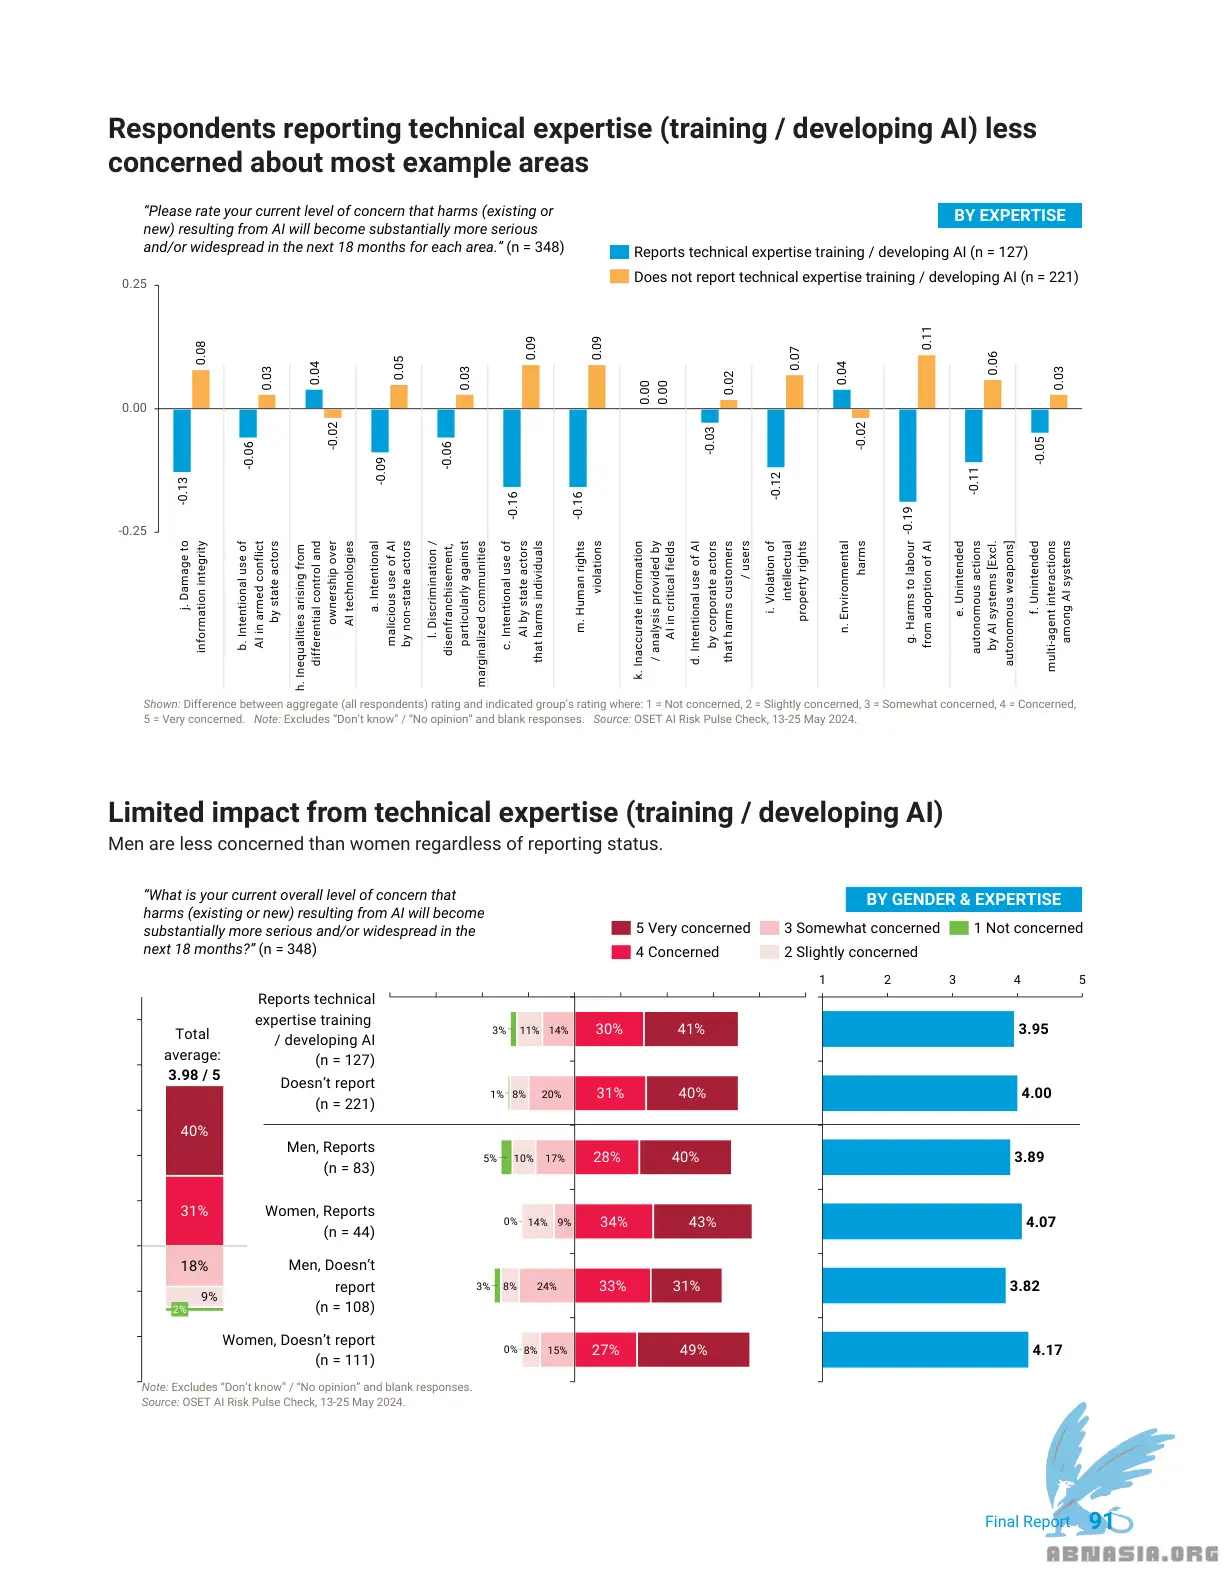 Respondents reporting technical expertise (training / developing AI) less
concerned about most example areas
“Please rate your current level of concern that harms (existing or
new) resulting from AI will become substantially more serious
and/or widespread in the next 18 months for each area.” (n = 348)
BY EXPERTISE
Reports technical expertise training / developing AI (n = 127)
Does not report technical expertise training / developing AI (n = 221)
0.25
0.00
-0.25
-0.13
0.08
-0.06
0.03
0.04
-0.02
-0.09
0.05
-0.06
0.03
-0.16
0.09
-0.16
0.09
0.00
0.00
-0.03
0.02
-0.12
0.07
0.04
-0.02
-0.19
0.11
-0.11
0.06
-0.05
0.03
j. Damage to
information integrity
b. Intentional use of
AI in armed conflict
by state actors
h. Inequalities arising from
differential control and
ownership over
AI technologies
a. Intentional
malicious use of AI
by non-state actors
l. Discrimination /
disenfranchisement,
particularly against
marginalized communities
c. Intentional use of
AI by state actors
that harms individuals
m. Human rights
violations
k. Inaccurate information
/ analysis provided by
AI in critical fields
d. Intentional use of AI
by corporate actors
that harms customers
/ users
i. Violation of
intellectual
property rights
n. Environmental
harms
g. Harms to labour
from adoption of AI
e. Unintended
autonomous actions
by AI systems [Excl.
autonomous weapons]
f. Unintended
multi-agent interactions
among AI systems
Shown: Difference between aggregate (all respondents) rating and indicated group’s rating where: 1 = Not concerned, 2 = Slightly concerned, 3 = Somewhat concerned, 4 = Concerned,
5 = Very concerned. Note: Excludes “Don’t know” / “No opinion” and blank responses. Source: OSET AI Risk Pulse Check, 13-25 May 2024.
Limited impact from technical expertise (training / developing AI)
Men are less concerned than women regardless of reporting status.
“What is your current overall level of concern that
harms (existing or new) resulting from AI will become
substantially more serious and/or widespread in the
next 18 months?” (n = 348)
BY GENDER & EXPERTISE
5 Very concerned
3 Somewhat concerned
1 Not concerned
4 Concerned
2 Slightly concerned
1 2 3 4 5
Total
average:
3.98 / 5
40%
31%
18%
9%
2%
Reports technical
expertise training
/ developing AI
(n = 127)
3% 11% 14% 30% 41% 3.95
Doesn’t report
(n = 221)
1% 8% 20% 31% 40% 4.00
Men, Reports
(n = 83)
5% 10% 17% 28% 40% 3.89
Women, Reports
(n = 44)
0% 14% 9% 34% 43% 4.07
Men, Doesn’t
report
(n = 108)
3% 8% 24% 33% 31% 3.82
Women, Doesn’t report
(n = 111)
0% 8% 15% 27% 49% 4.17
Note: Excludes “Don’t know” / “No opinion” and blank responses.
Source: OSET AI Risk Pulse Check, 13-25 May 2024.
Final Report 91
ABNASIA.ORG